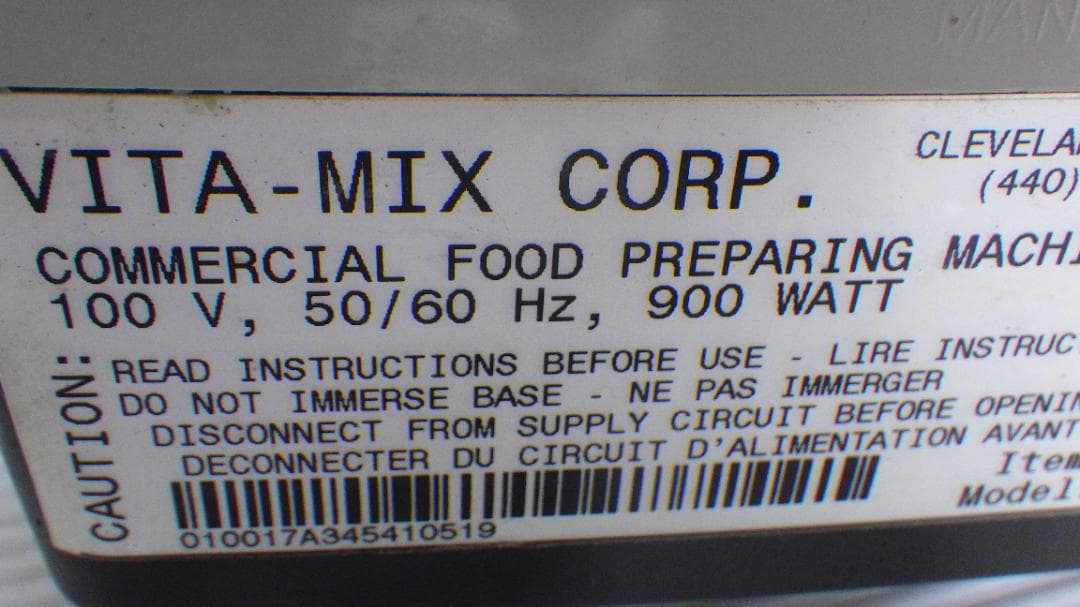 MAN
VITA-MIX CORP.
CLEVELA
(440)
COMMERCIAL FOOD PREPARING MACHI
100 V, 50/60 Hz, 900 WATT
CAUTION:
READ INSTRUCTIONS BEFORE USE - LIRE INSTRUC
DO NOT IMMERSE BASE - NE PAS IMMERGER
DISCONNECT FROM SUPPLY CIRCUIT BEFORE OPENIN
DECONNECTER DU CIRCUIT D'ALIMENTATION AVANT
Item
Model
010017A345410519